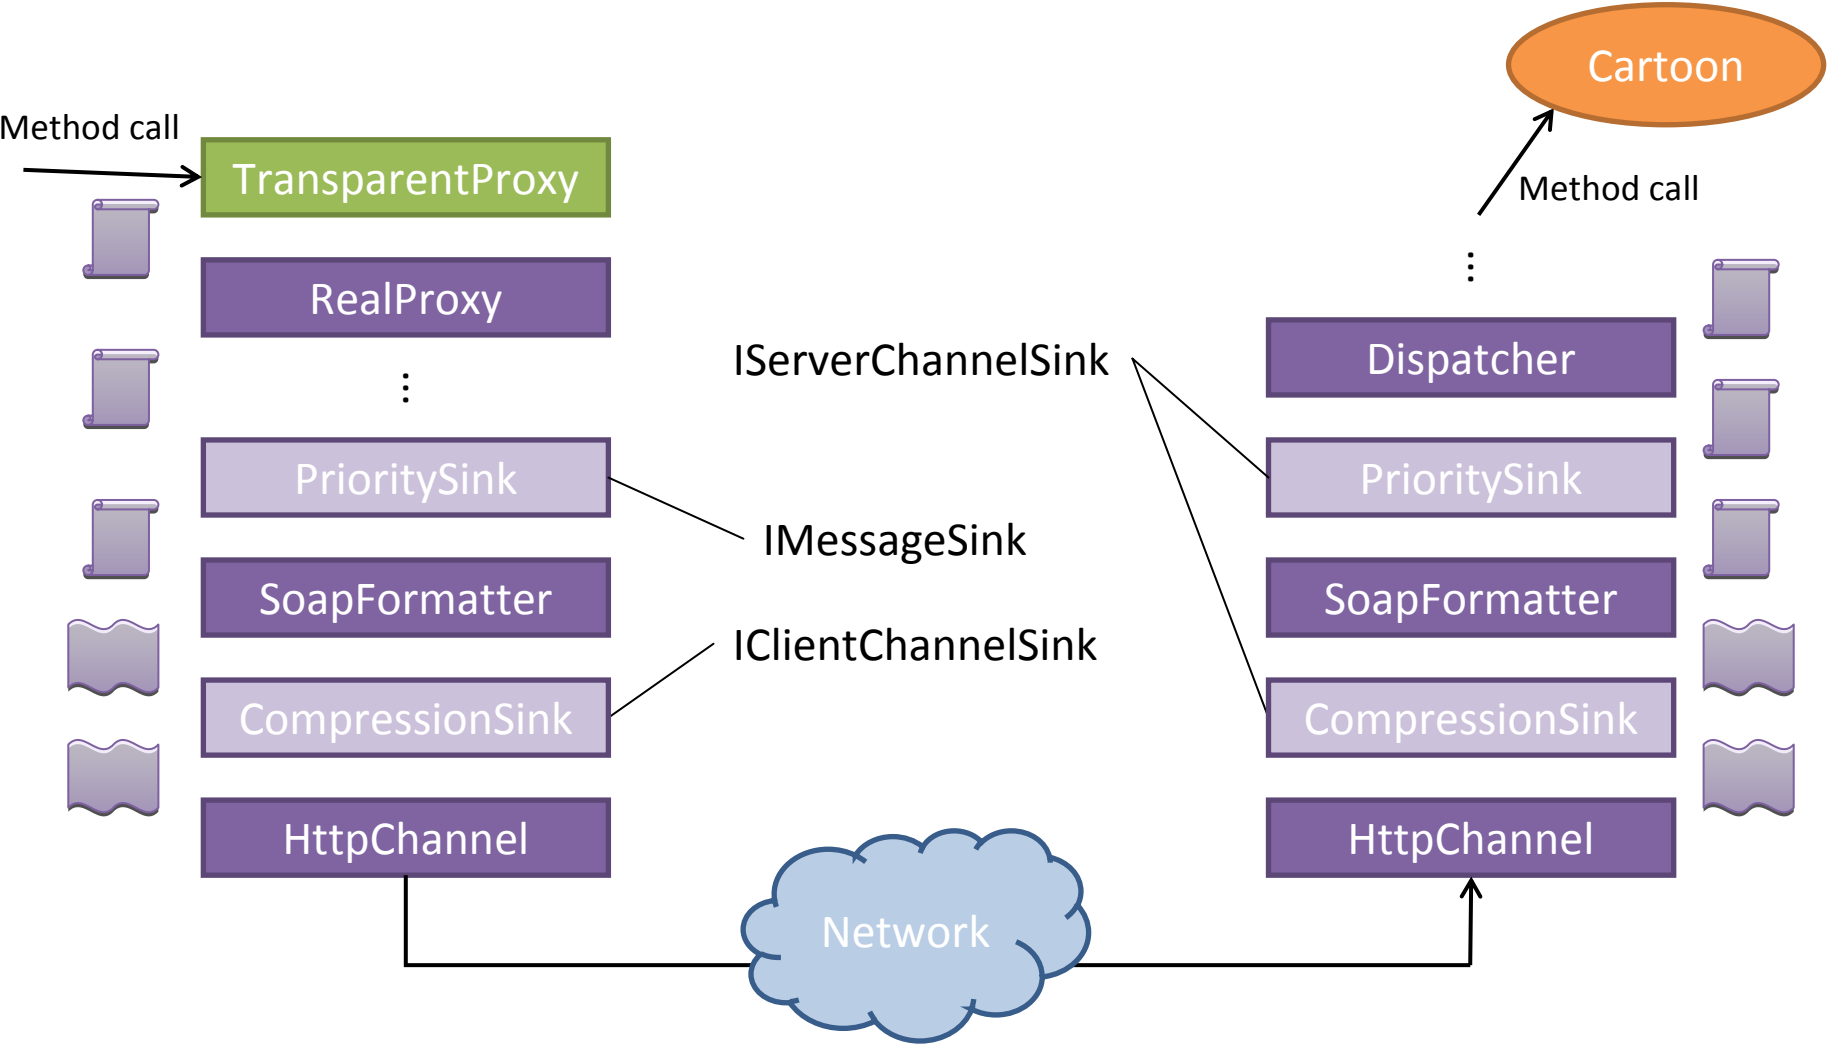 Cartoon
Method call
TransparentProxy
Method call
...
RealProxy
IServerChannelSink
Dispatcher
...
PrioritySink
PrioritySink
IMessageSink
SoapFormatter
SoapFormatter
IClientChannelSink
CompressionSink
CompressionSink
HttpChannel
HttpChannel
Network